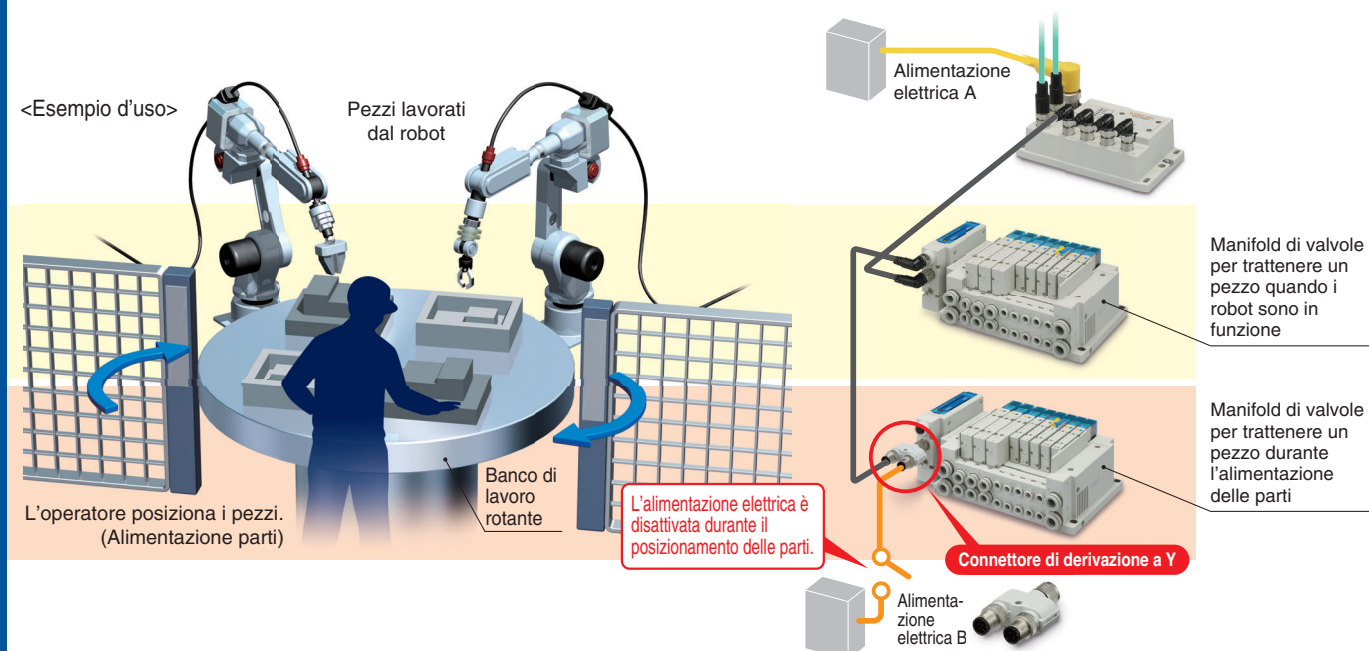 <Esempio d'uso>
Pezzi lavorati
dal robot
Alimentazione
elettrica A
Manifold di valvole
per trattenere un
pezzo quando i
robot sono in
funzione
Manifold di valvole
per trattenere un
pezzo durante
l'alimentazione
delle parti
Banco di
lavoro
rotante
L'operatore posiziona i pezzi.
(Alimentazione parti)
L'alimentazione elettrica è
disattivata durante il
posizionamento delle parti.
Connettore di derivazione a Y
Alimenta-
zione
elettrica B